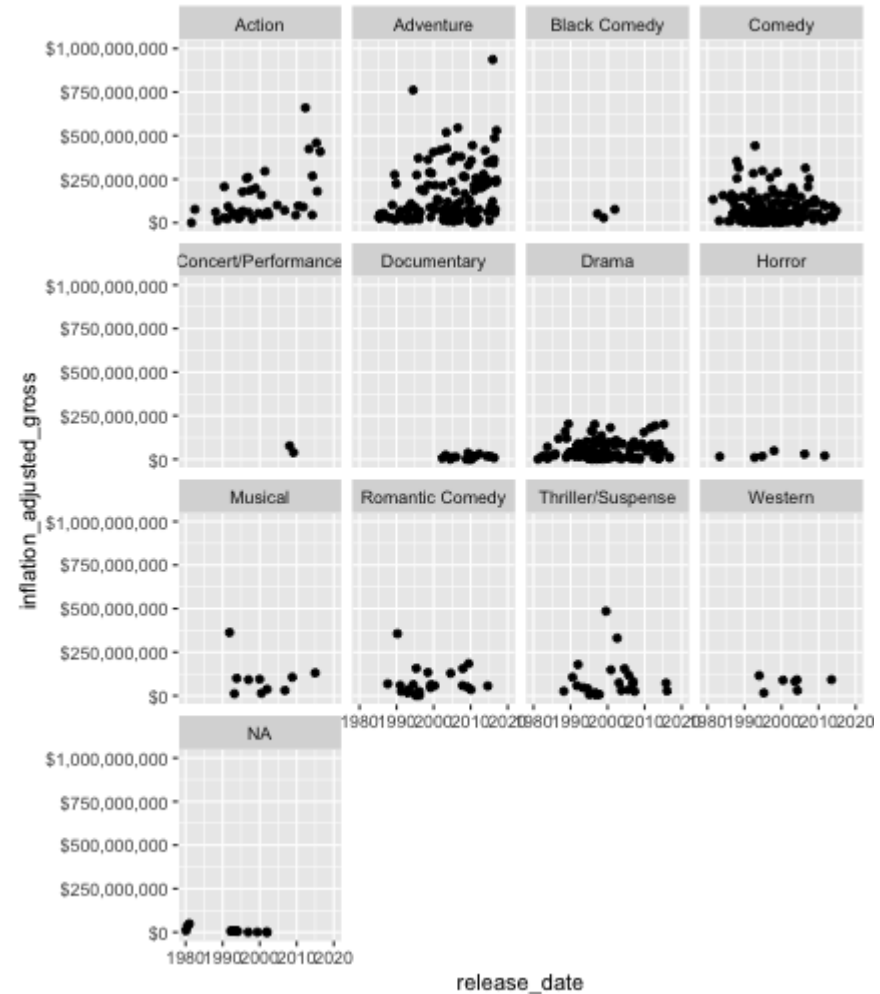 Action Adventure Black Comedy Comedy
$1,000,000,000
$750,000,000
$500,000,000
$250,000,000
$0
Concert/Performance Documentary Drama Horror
$1,000,000,000
$750,000,000
$500,000,000
$250,000,000
$0
inflation_adjusted_gross
Musical Romantic Comedy Thriller/Suspense Western
$1,000,000,000
$750,000,000
$500,000,000
$250,000,000
$0
1980 1990 2000 2010 2020 1980 1990 2000 2010 2020 1980 1990 2000 2010 2020
NA
$1,000,000,000
$750,000,000
$500,000,000
$250,000,000
$0
1980 1990 2000 2010 2020
release_date